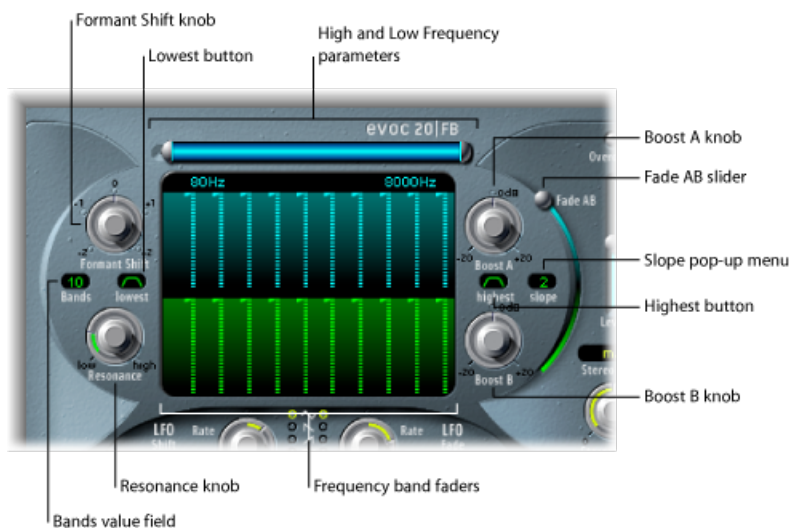 Formant Shift knob
High and Low Frequency
parameters
Lowest button
evoc 20|FB
Boost A knob
Fade AB slider
80Hz
8000Hz
0dB
Fade AB
0
-1
+1
-2
+2
Formant Shift
-20
+20
Boost A
Slope pop-up menu
10
Bands
lowest
highest
2
slope
0dB
Highest button
low
high
Resonance
-20
+20
Boost B
Stereo
Boost B knob
LFO
Shift
Rate
Rate
LFO
Fade
Resonance knob
Frequency band faders
Bands value field